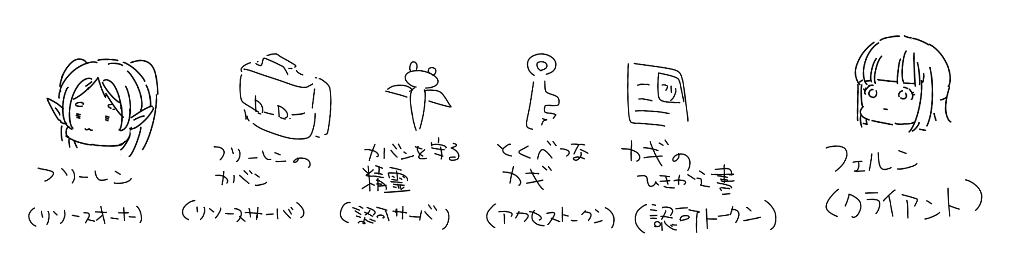 フリーレン
(リソースオーナー)
フリーレンの
カバン
(リソースサーバ)
カバンを守る
精霊
(認可サーバ)
とくべつな
カギ
(アクセストークン)
フリ
カギの
ひきかえ書
(認可トークン)
フェルン
(クライアント)